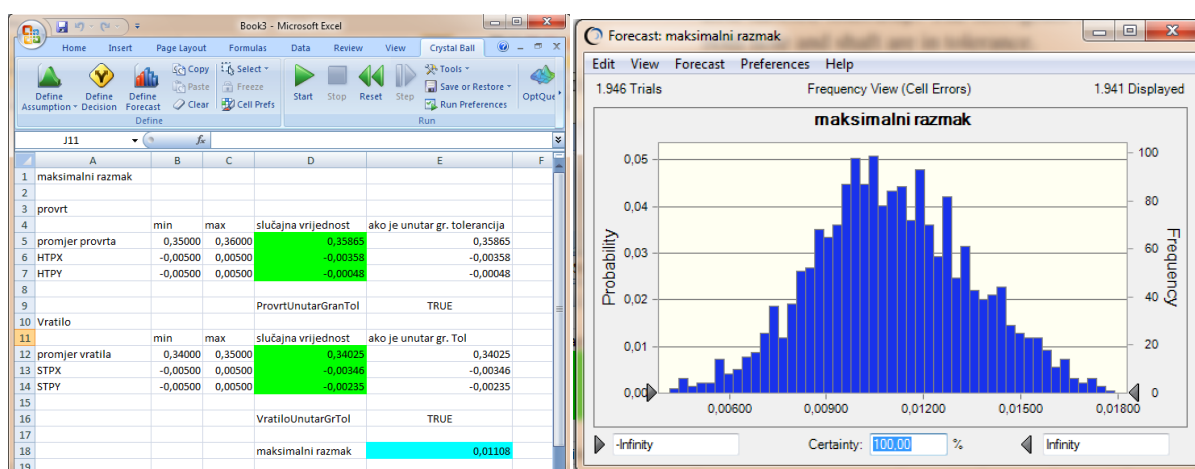 Book3 - Microsoft Excel
Home Insert Page Layout Formulas Data Review View Crystal Ball
Define Assumption Define Decision Define Forecast Copy Paste Clear Select Freeze Cell Prefs Start Stop Reset Step Tools Save or Restore Run Preferences OptQue
Define Run
J11 fx
A B C D E F
1 maksimalni razmak
2
3 provrt
4 min max slučajna vrijednost ako je unutar gr. tolerancija
5 promjer provrta 0,35000 0,36000 0,35865 0,35865
6 HTPX -0,00500 0,00500 -0,00358 -0,00358
7 HTPY -0,00500 0,00500 -0,00048 -0,00048
8
9 ProvrtUnutarGranTol TRUE
10 Vratilo
11 min max slučajna vrijednost ako je unutar gr. Tol
12 promjer vratila 0,34000 0,35000 0,34025 0,34025
13 STPX -0,00500 0,00500 -0,00346 -0,00346
14 STPY -0,00500 0,00500 -0,00235 -0,00235
15
16 VratiloUnutarGrTol TRUE
17
18 maksimalni razmak 0,01108
19
Forecast: maksimalni razmak
and shaft are in tolerance.
Edit View Forecast Preferences Help
1.946 Trials Frequency View (Cell Errors) 1.941 Displayed
maksimalni razmak
Probability
0,05
0,04
0,03
0,02
0,01
0,00
100
80
60
40
20
0
Frequency
0,00600 0,00900 0,01200 0,01500 0,01800
-Infinity Certainty: 100,00 % Infinity